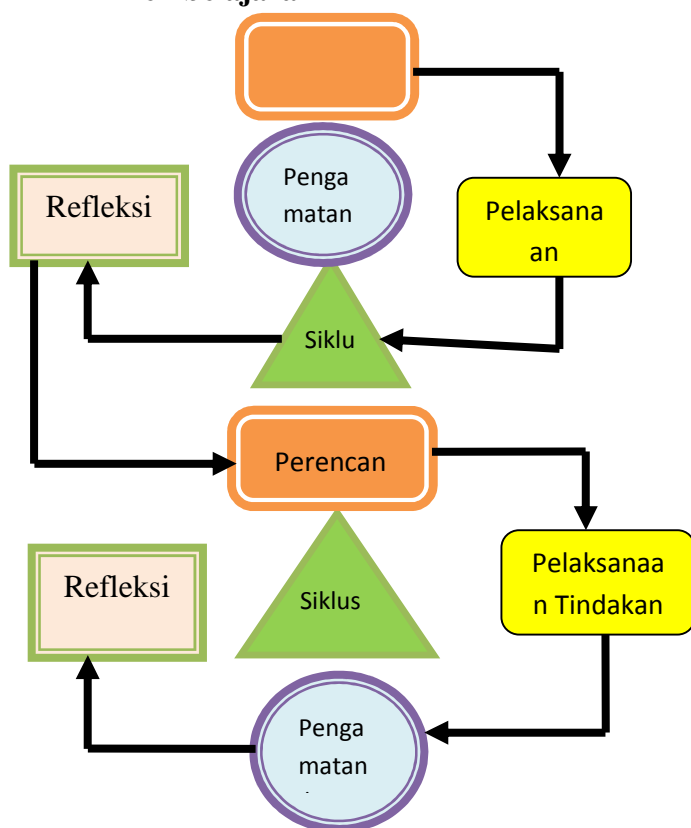 Penga
matan
Refleksi
Pelaksana
an
Siklu
Perencan
Pelaksanaa
n Tindakan
Refleksi
Siklus
Penga
matan